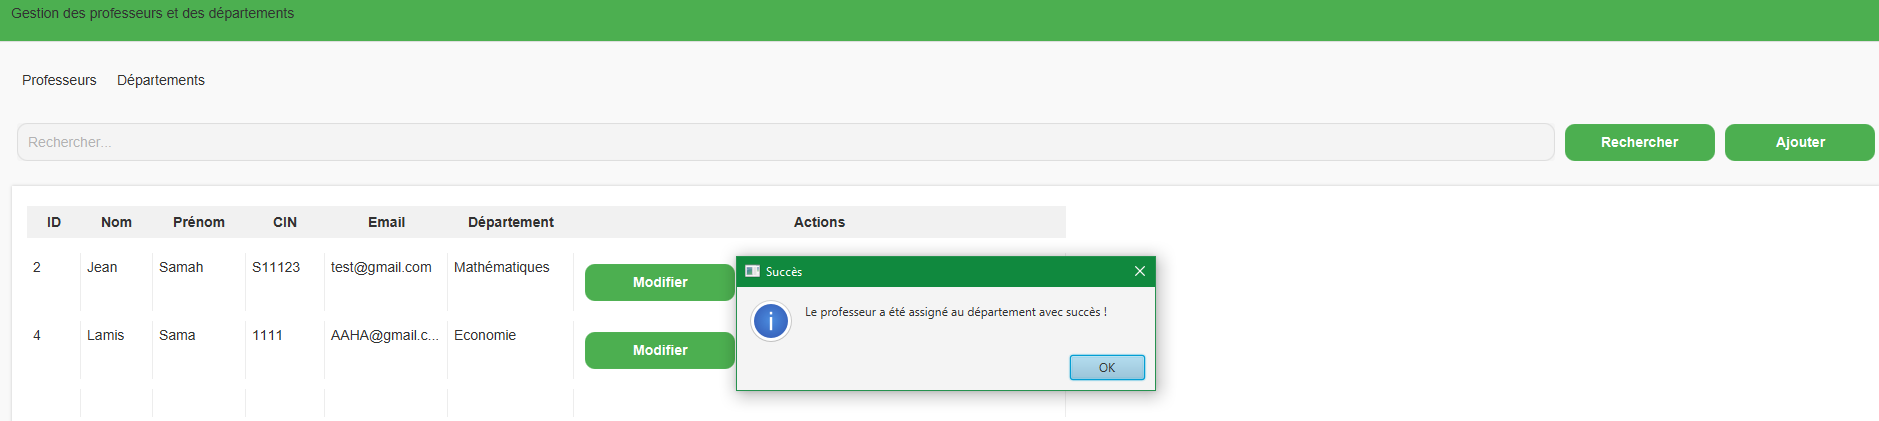 Gestion des professeurs et des départements
Professeurs Départements
Rechercher... Rechercher Ajouter
ID Nom Prénom CIN Email Département Actions
2 Jean Samah S11123 test@gmail.com Mathématiques Modifier
Succès
Le professeur a été assigné au département avec succès !
4 Lamis Sama 1111 AAHA@gmail.c... Economie Modifier
OK